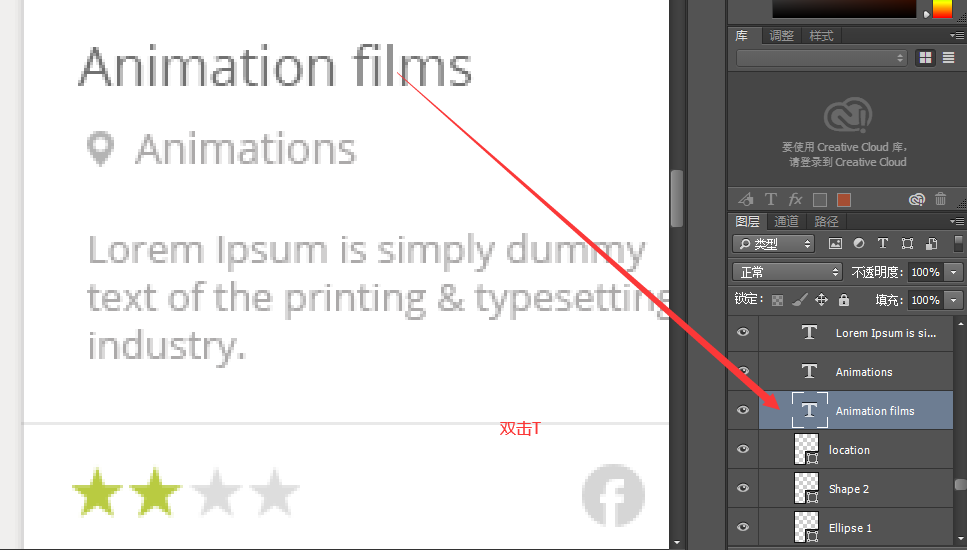 Animation films
Animations
Lorem Ipsum is simply dummy
text of the printing & typesetting
industry.
双击T
库 调整 样式
要使用 Creative Cloud 库，
请登录到 Creative Cloud
T fx
图层 通道 路径
类型 T
正常 不透明度: 100%
锁定: 填充: 100%
T Lorem Ipsum is si...
T Animations
T Animation films
location
Shape 2
Ellipse 1